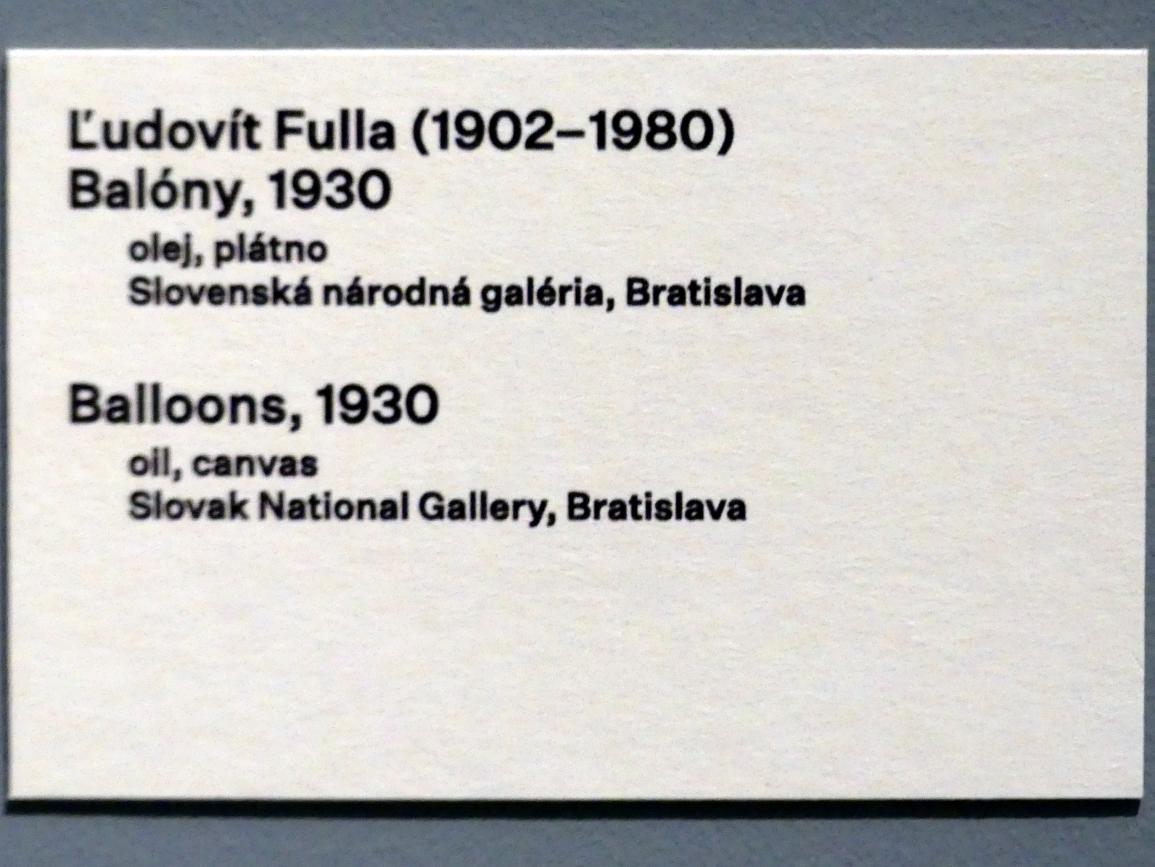 Ľudovít Fulla (1902–1980)
Balóny, 1930
olej, plátno
Slovenská národná galéria, Bratislava
Balloons, 1930
oil, canvas
Slovak National Gallery, Bratislava